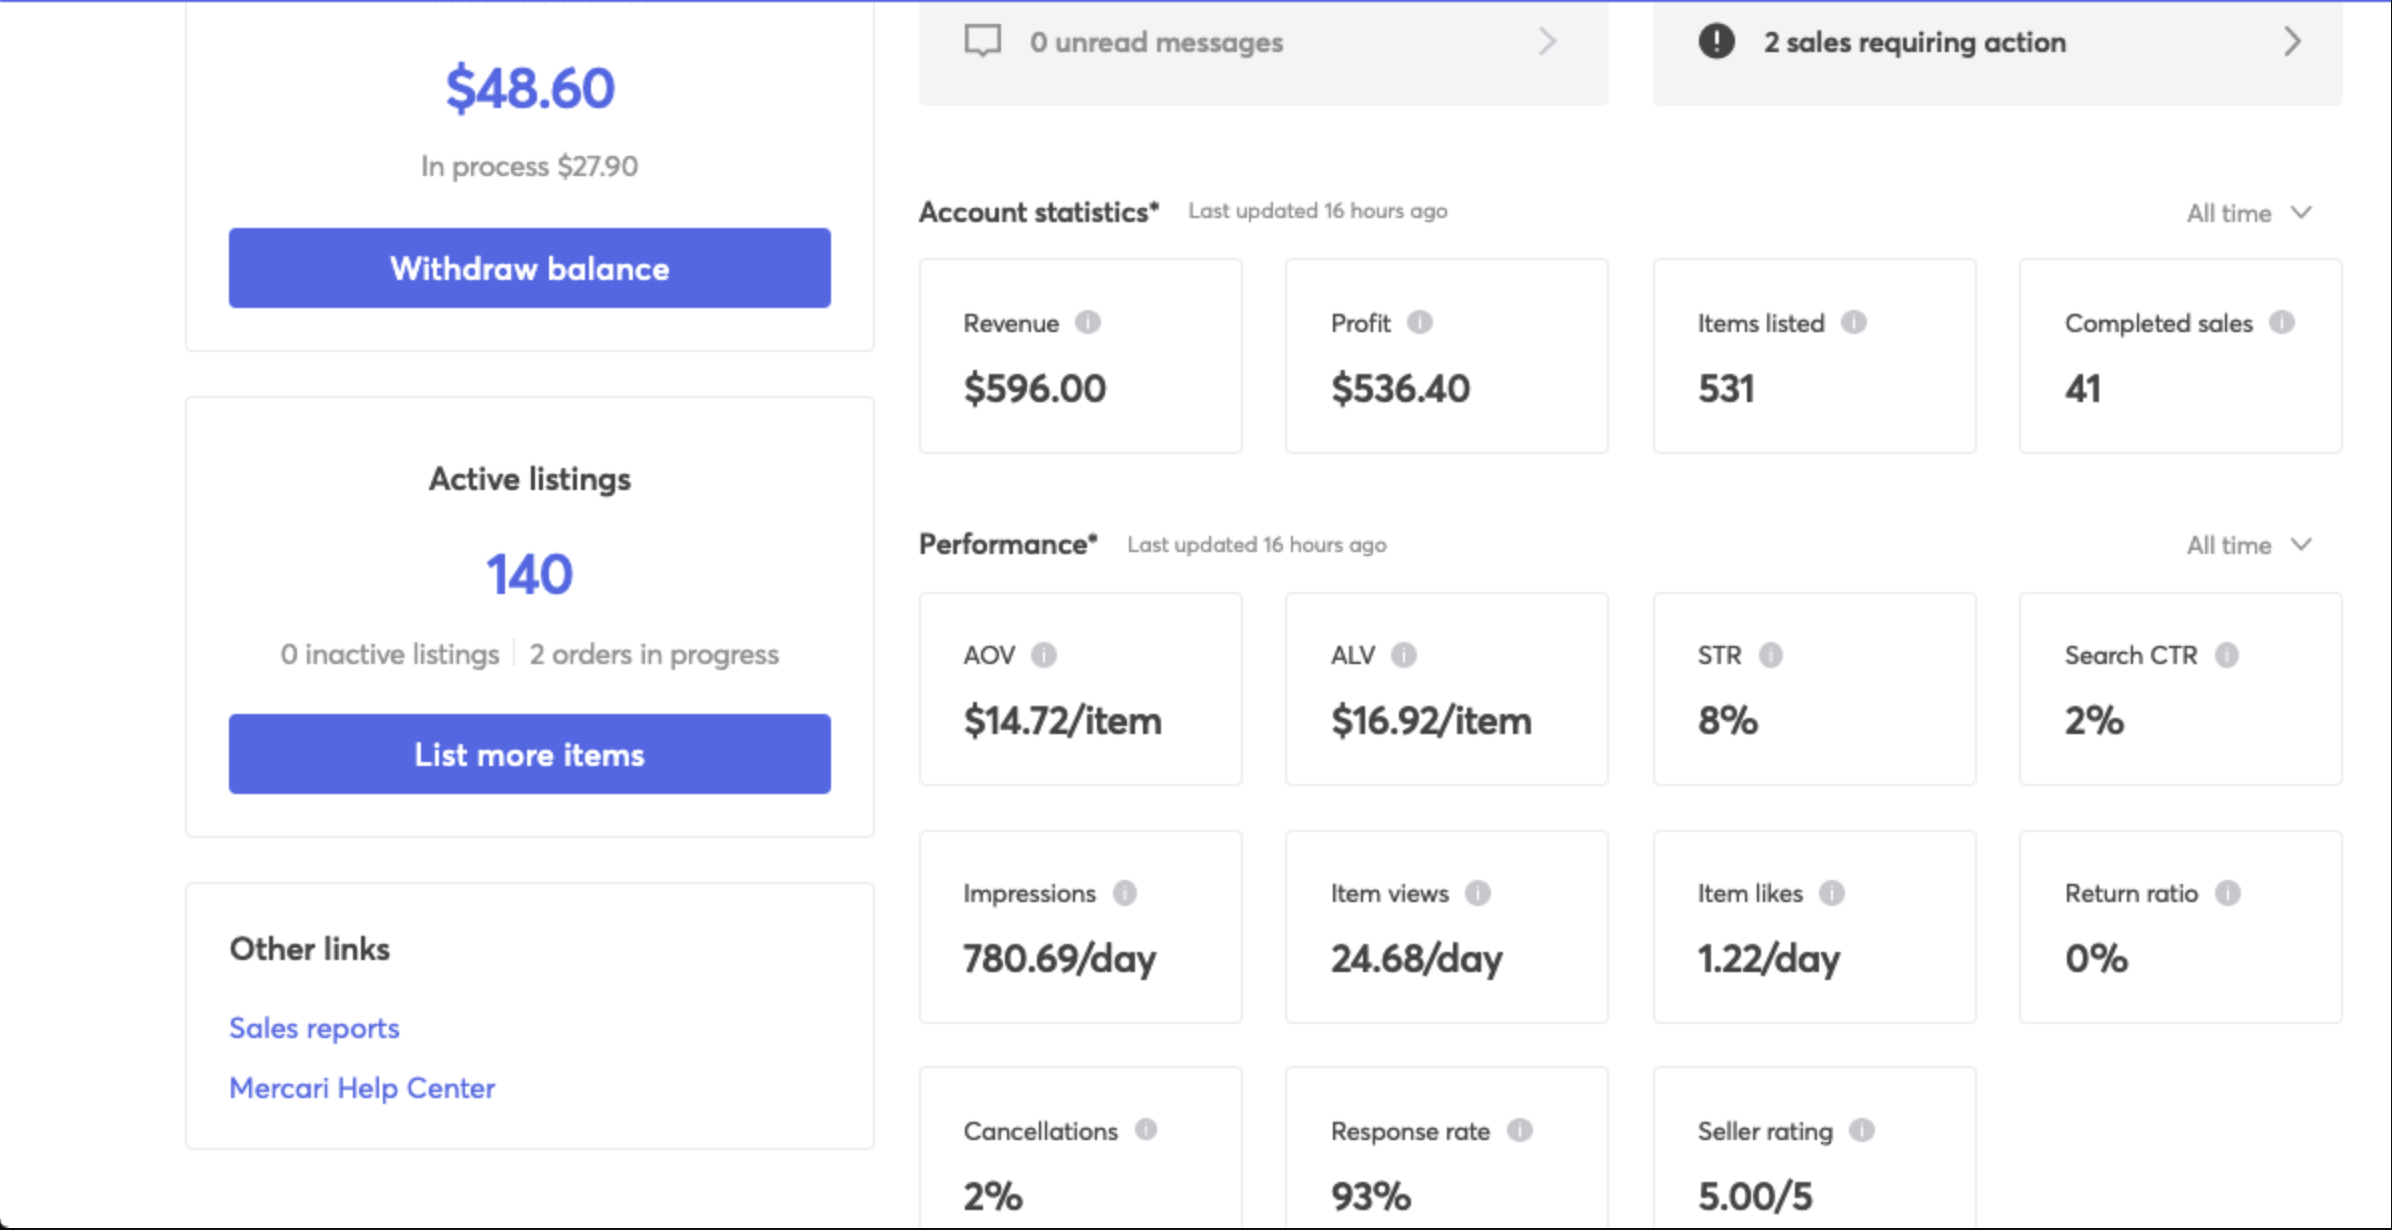 $48.60
In process $27.90
Withdraw balance
Active listings
140
0 inactive listings
2 orders in progress
List more items
Other links
Sales reports
Mercari Help Center
0 unread messages
2 sales requiring action
Account statistics* Last updated 16 hours ago
All time
Revenue
$596.00
Profit
$536.40
Items listed
531
Completed sales
41
Performance* Last updated 16 hours ago
All time
AOV
$14.72/item
ALV
$16.92/item
STR
8%
Search CTR
2%
Impressions
780.69/day
Item views
24.68/day
Item likes
1.22/day
Return ratio
0%
Cancellations
2%
Response rate
93%
Seller rating
5.00/5